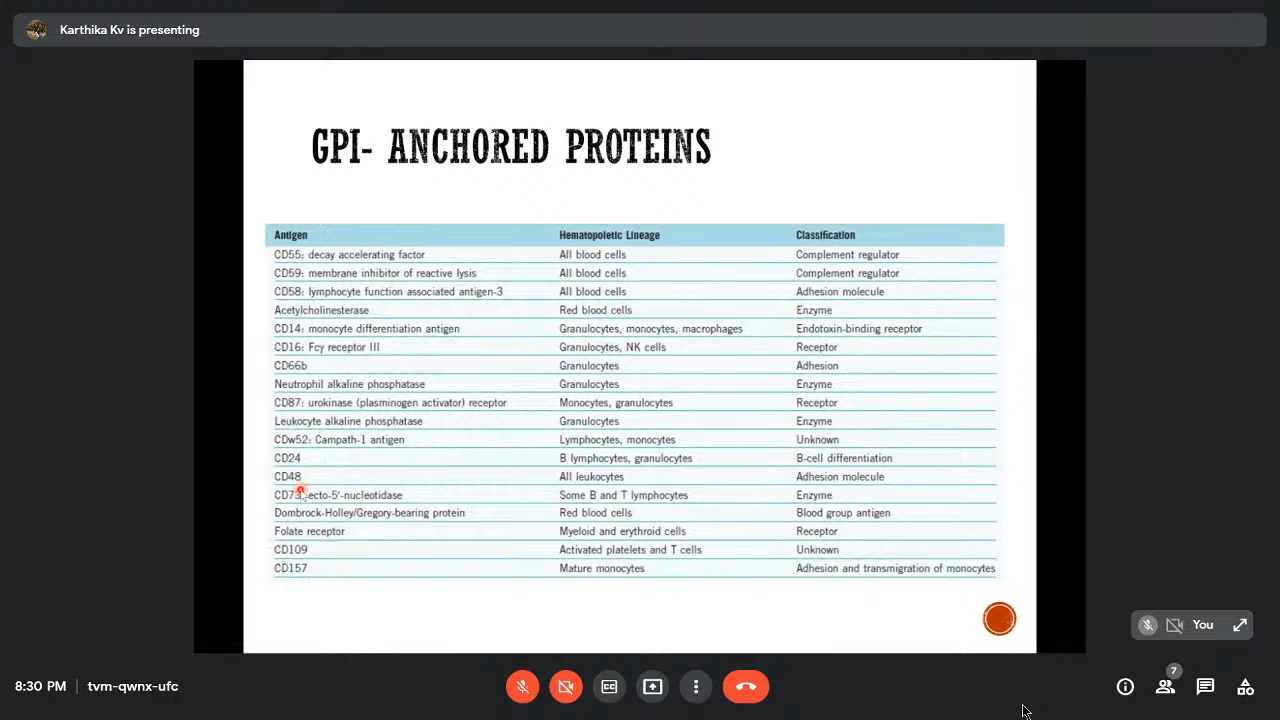 Karthika Kv is presenting
GPI- ANCHORED PROTEINS
Antigen Hematopoietic Lineage Classification
CD55: decay accelerating factor All blood cells Complement regulator
CD59: membrane inhibitor of reactive lysis All blood cells Complement regulator
CD58: lymphocyte function associated antigen-3 All blood cells Adhesion molecule
Acetylcholinesterase Red blood cells Enzyme
CD14: monocyte differentiation antigen Granulocytes, monocytes, macrophages Endotoxin-binding receptor
CD16: Fcγ receptor III Granulocytes, NK cells Receptor
CD66b Granulocytes Adhesion
Neutrophil alkaline phosphatase Granulocytes Enzyme
CD87: urokinase (plasminogen activator) receptor Monocytes, granulocytes Receptor
Leukocyte alkaline phosphatase Granulocytes Enzyme
CDw52: Campath-1 antigen Lymphocytes, monocytes Unknown
CD24 B lymphocytes, granulocytes B-cell differentiation
CD48 All leukocytes Adhesion molecule
CD73 ecto-5'-nucleotidase Some B and T lymphocytes Enzyme
Dombrock-Holley/Gregory-bearing protein Red blood cells Blood group antigen
Folate receptor Myeloid and erythroid cells Receptor
CD109 Activated platelets and T cells Unknown
CD157 Mature monocytes Adhesion and transmigration of monocytes
You
7
8:30 PM | tvm-qwnx-ufc